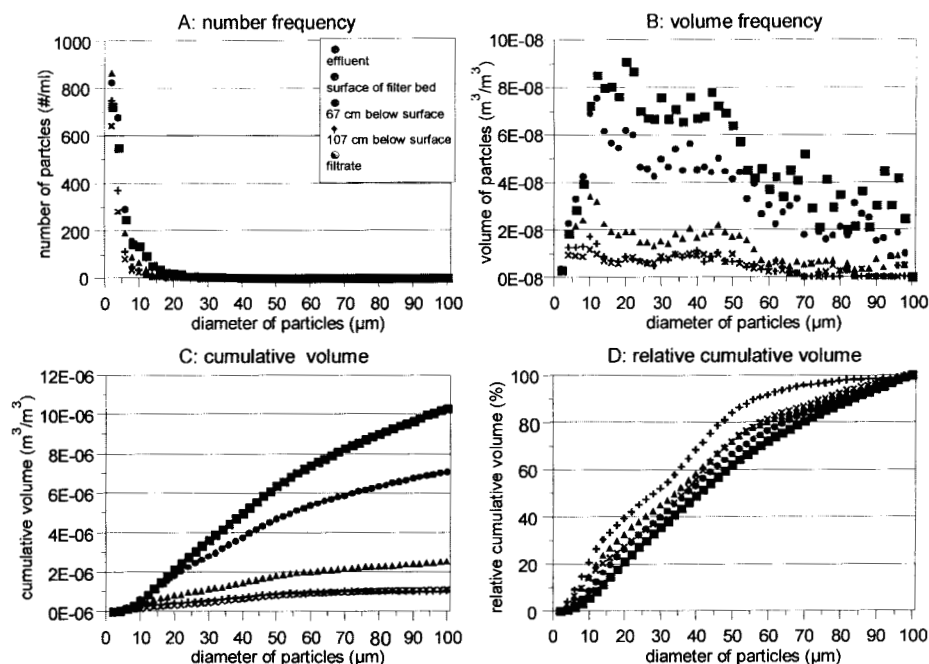 A: number frequency
number of partcles (#/ml)
1000
800
600
400
200
0
effluent
surface of filter bed
67 cm below surface
107 cm below surface
filtrate
0 10 20 30 40 50 60 70 80 90 100
diameter of particles (µm)
B: volume frequency
volume of partcles (m³/m³)
10E-08
8E-08
6E-08
4E-08
2E-08
0E-08
0 10 20 30 40 50 60 70 80 90 100
diameter of particles (µm)
C: cumulative volume
cumulative volume (m³/m³)
12E-06
10E-06
8E-06
6E-06
4E-06
2E-06
0E-06
0 10 20 30 40 50 60 70 80 90 100
diameter of particles (µm)
D: relative cumulative volume
relative cumulative volume (%)
100
80
60
40
20
0
0 10 20 30 40 50 60 70 80 90 100
diameter of particles (µm)